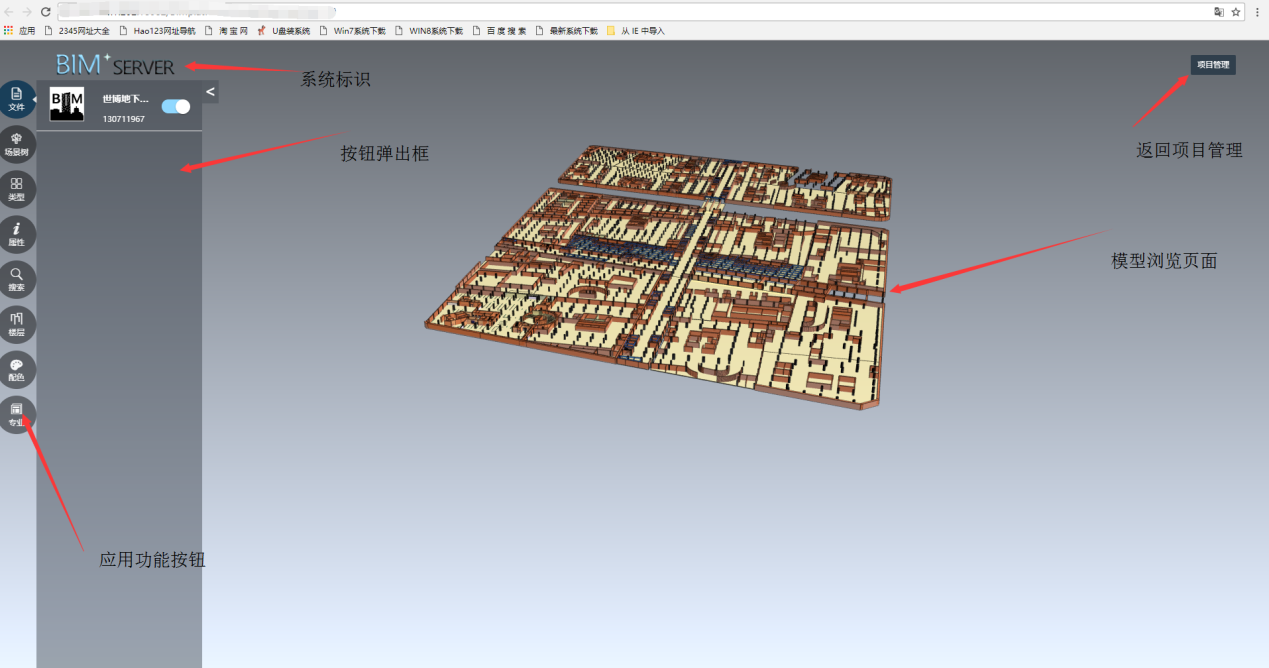 应用 2345网址大全 Hao123网址导航 淘 宝 网 U盘装系统 Win7系统下载 WIN8系统下载 百 度 搜 索 最新系统下载 从 IE 中导入
BIM+SERVER
系统标识
项目管理
文件
BIM
世博地下...
<
130711967
场景树
按钮弹出框
返回项目管理
类型
属性
模型浏览页面
搜索
楼层
配色
专业
应用功能按钮